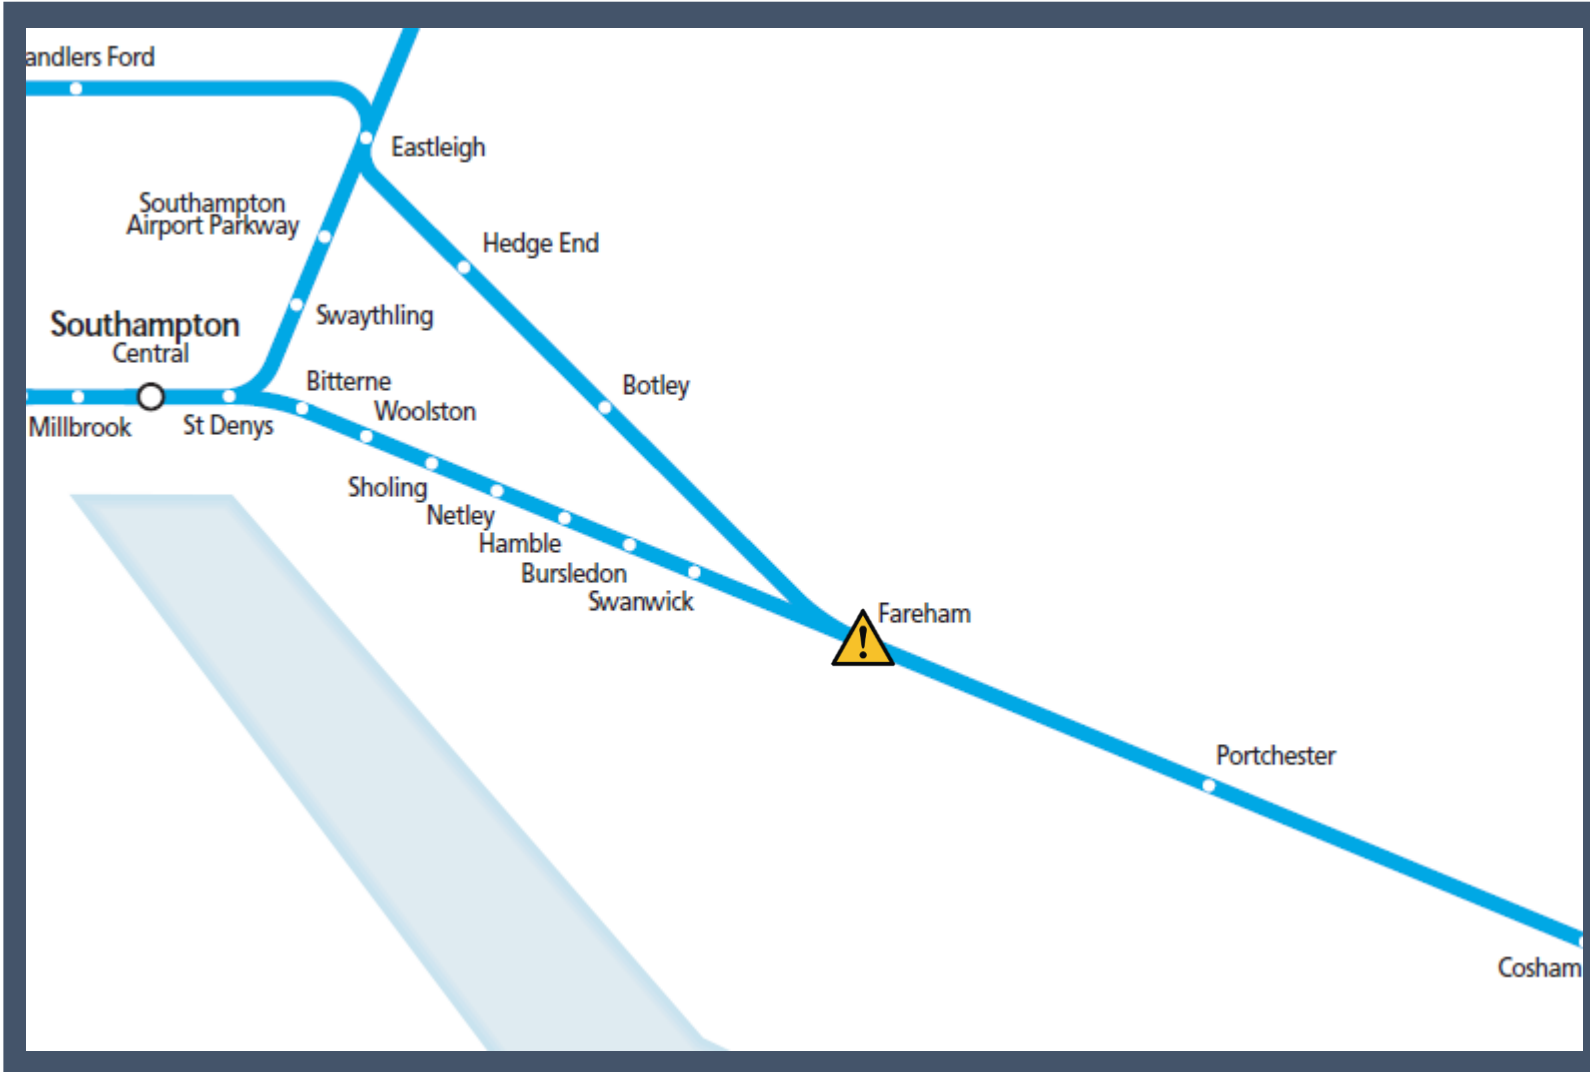 andlers Ford
Eastleigh
Southampton
Airport Parkway
Hedge End
Swaythling
Southampton
Central
Bitterne
Botley
Woolston
Millbrook
St Denys
Sholing
Netley
Hamble
Bursledon
Swanwick
Fareham
Portchester
Cosham